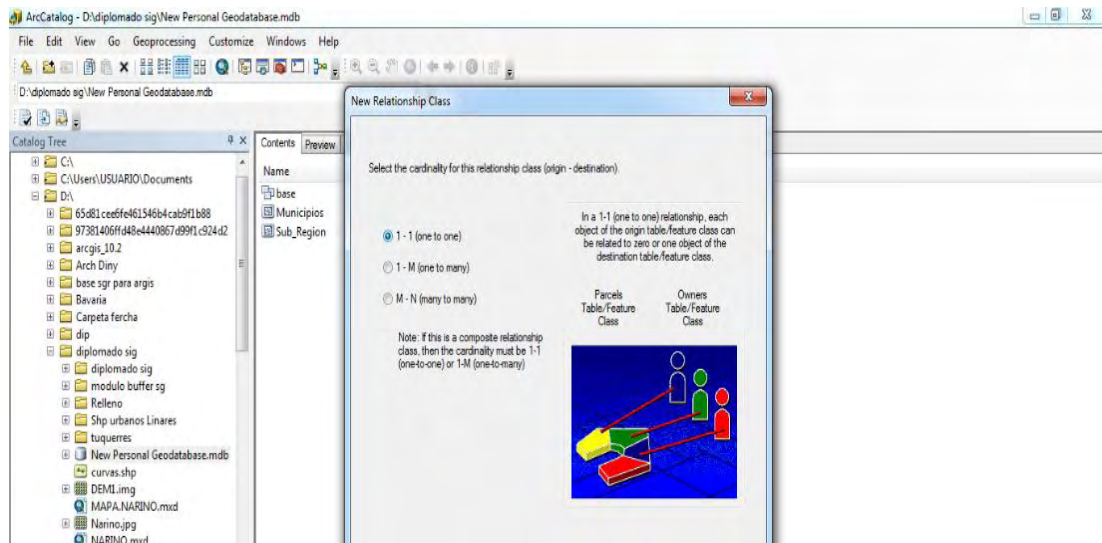 ArcCatalog - D:\diplomado sig\New Personal Geodatabase.mdb
File Edit View Go Geoprocessing Customize Windows Help
D:\diplomado sig\New Personal Geodatabase.mdb
Catalog Tree
C:\
C:\Users\USUARIO\Documents
D:\
65d81cee6fe461546b4cab9f1b88
97381406ffd48e4440867d99f1c924d2
arcgis_10.2
Arch Diny
base sgr para argis
Bavaria
Carpeta fercha
dip
diplomado sig
diplomado sig
modulo buffer sg
Relleno
Shp urbanos Linares
tuquerres
New Personal Geodatabase.mdb
curvas.shp
DEM1.img
MAPA.NARINO.mxd
Narino.jpg
NARINO.mxd
Contents Preview
Name
base
Municipios
Sub_Region
New Relationship Class
Select the cardinality for this relationship class (origin - destination).
1 - 1 (one to one)
1 - M (one to many)
M - N (many to many)
Note: If this is a composite relationship
class, then the cardinality must be 1-1
(one-to-one) or 1-M (one-to-many)
In a 1-1 (one to one) relationship, each
object of the origin table/feature class can
be related to zero or one object of the
destination table/feature class.
Parcels
Table/Feature
Class
Owners
Table/Feature
Class